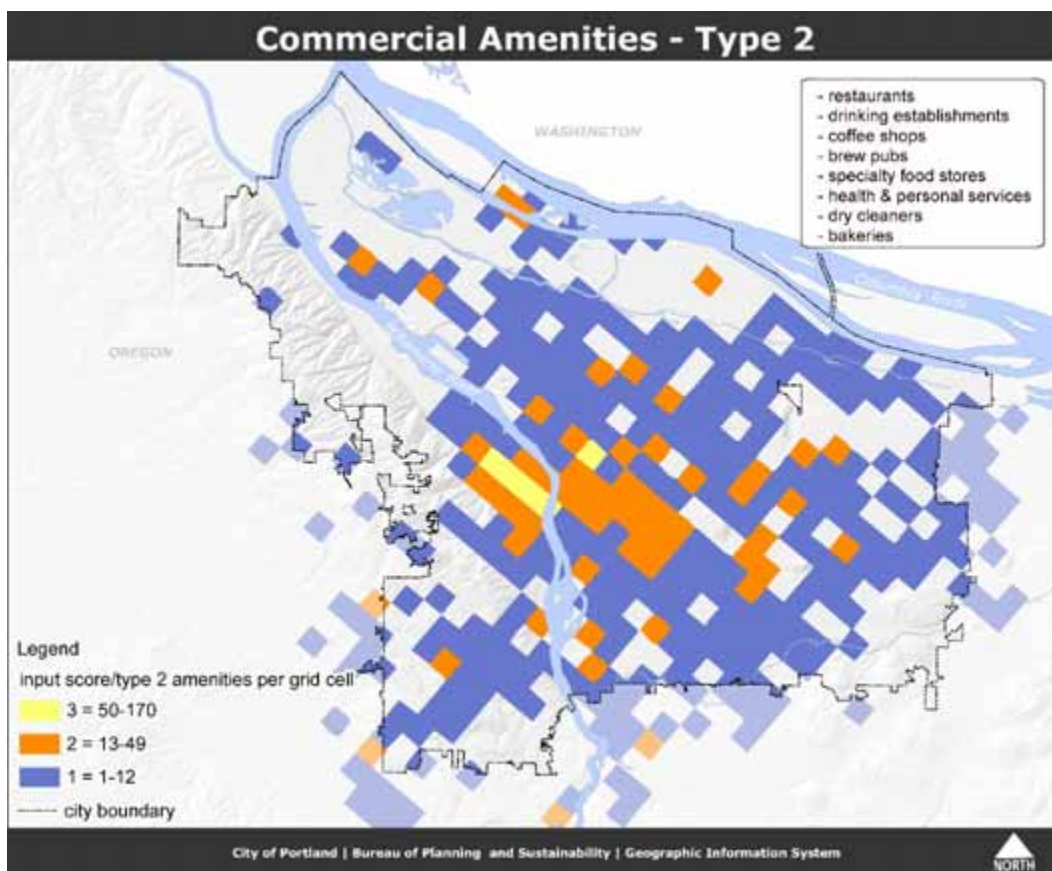 Commercial Amenities - Type 2
- restaurants
- drinking establishments
- coffee shops
- brew pubs
- specialty food stores
- health & personal services
- dry cleaners
- bakeries
WASHINGTON
Columbia River
OREGON
Legend
input score/type 2 amenities per grid cell
3 = 50-170
2 = 13-49
1 = 1-12
city boundary
City of Portland | Bureau of Planning and Sustainability | Geographic Information System
NORTH